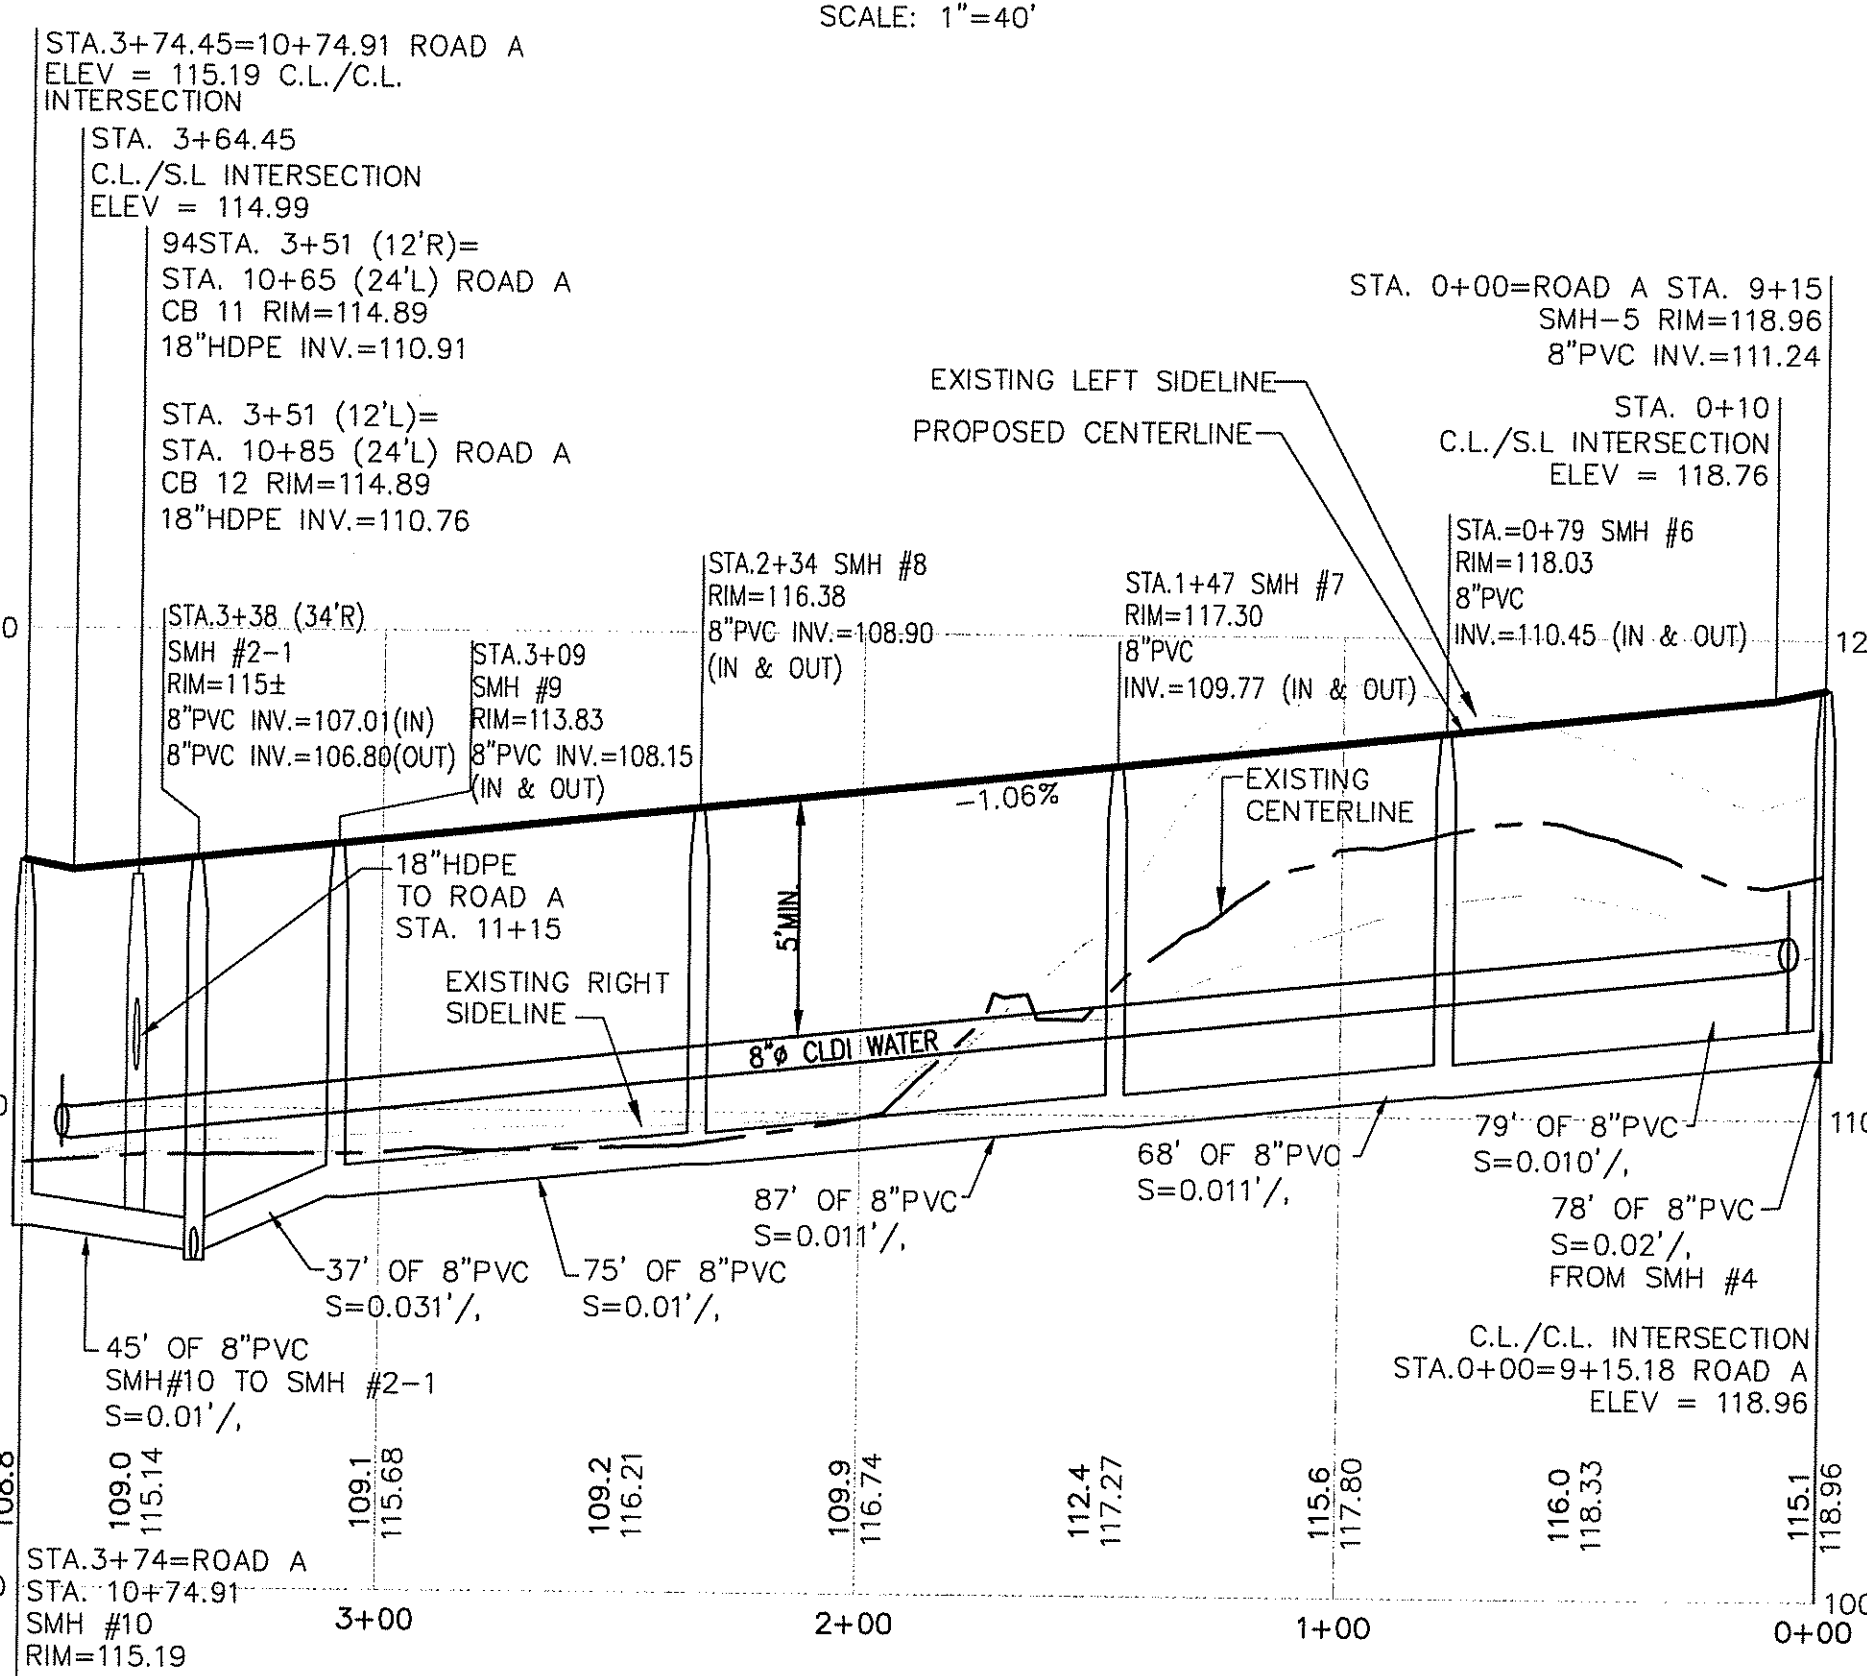 SCALE: 1"=40'
STA.3+74.45=10+74.91 ROAD A
ELEV = 115.19 C.L./C.L.
INTERSECTION
STA. 3+64.45
C.L./S.L INTERSECTION
ELEV = 114.99
94STA. 3+51 (12'R)=
STA. 10+65 (24'L) ROAD A
CB 11 RIM=114.89
18"HDPE INV.=110.91
STA. 3+51 (12'L)=
STA. 10+85 (24'L) ROAD A
CB 12 RIM=114.89
18"HDPE INV.=110.76
STA. 0+00=ROAD A STA. 9+15
SMH-5 RIM=118.96
8"PVC INV.=111.24
EXISTING LEFT SIDELINE
PROPOSED CENTERLINE
STA. 0+10
C.L./S.L INTERSECTION
ELEV = 118.76
STA.=0+79 SMH #6
RIM=118.03
8"PVC
INV.=110.45 (IN & OUT)
STA.2+34 SMH #8
RIM=116.38
8"PVC INV.=108.90
(IN & OUT)
STA.1+47 SMH #7
RIM=117.30
8"PVC
INV.=109.77 (IN & OUT)
STA.3+38 (34'R)
SMH #2-1
RIM=115±
8"PVC INV.=107.01(IN)
8"PVC INV.=106.80(OUT)
STA.3+09
SMH #9
RIM=113.83
8"PVC INV.=108.15
(IN & OUT)
0
12
-1.06%
EXISTING
CENTERLINE
18"HDPE
TO ROAD A
STA. 11+15
5'MIN.
EXISTING RIGHT
SIDELINE
8"ø CLDI WATER
0
110
79' OF 8"PVC
S=0.010'/,
68' OF 8"PVC
S=0.011'/,
87' OF 8"PVC
S=0.011'/,
78' OF 8"PVC
S=0.02'/,
FROM SMH #4
37' OF 8"PVC
S=0.031'/,
75' OF 8"PVC
S=0.01'/,
45' OF 8"PVC
SMH#10 TO SMH #2-1
S=0.01'/,
C.L./C.L. INTERSECTION
STA.0+00=9+15.18 ROAD A
ELEV = 118.96
108.8
109.0
115.14
109.1
115.68
109.2
116.21
109.9
116.74
112.4
117.27
115.6
117.80
116.0
118.33
115.1
118.96
STA.3+74=ROAD A
STA. 10+74.91
SMH #10
RIM=115.19
0
100
3+00
2+00
1+00
0+00